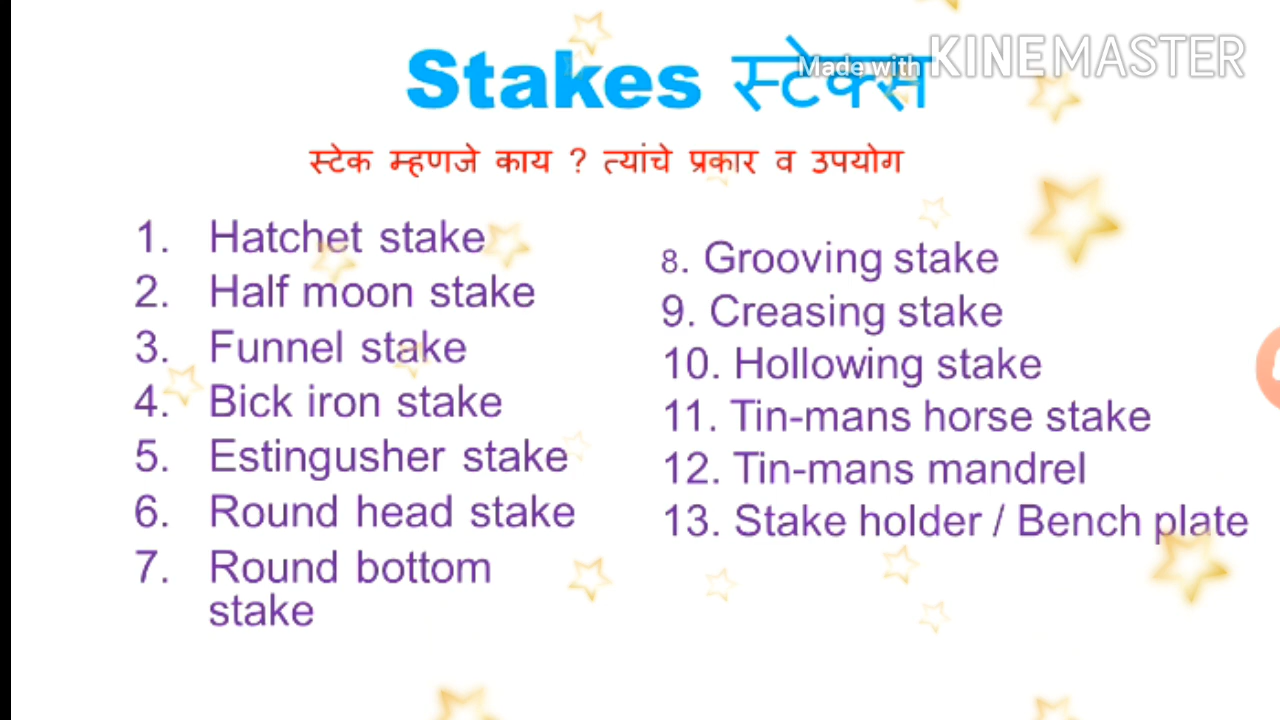 Stakes स्टेक्स
Made with KINEMASTER
स्टेक म्हणजे काय ? त्यांचे प्रकार व उपयोग
1. Hatchet stake
2. Half moon stake
3. Funnel stake
4. Bick iron stake
5. Estingusher stake
6. Round head stake
7. Round bottom
stake
8. Grooving stake
9. Creasing stake
10. Hollowing stake
11. Tin-mans horse stake
12. Tin-mans mandrel
13. Stake holder / Bench plate